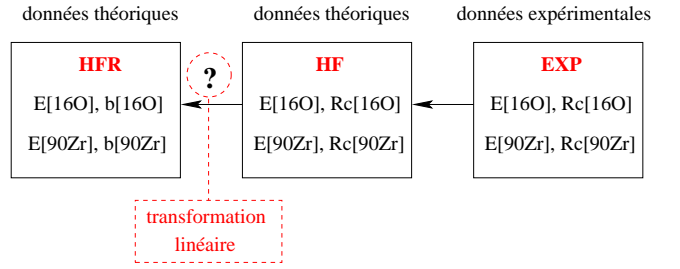 données théoriques
données théoriques
données expérimentales
HFR
E[16O], b[16O]
E[90Zr], b[90Zr]
?
HF
E[16O], Rc[16O]
E[90Zr], Rc[90Zr]
EXP
E[16O], Rc[16O]
E[90Zr], Rc[90Zr]
transformation
linéaire